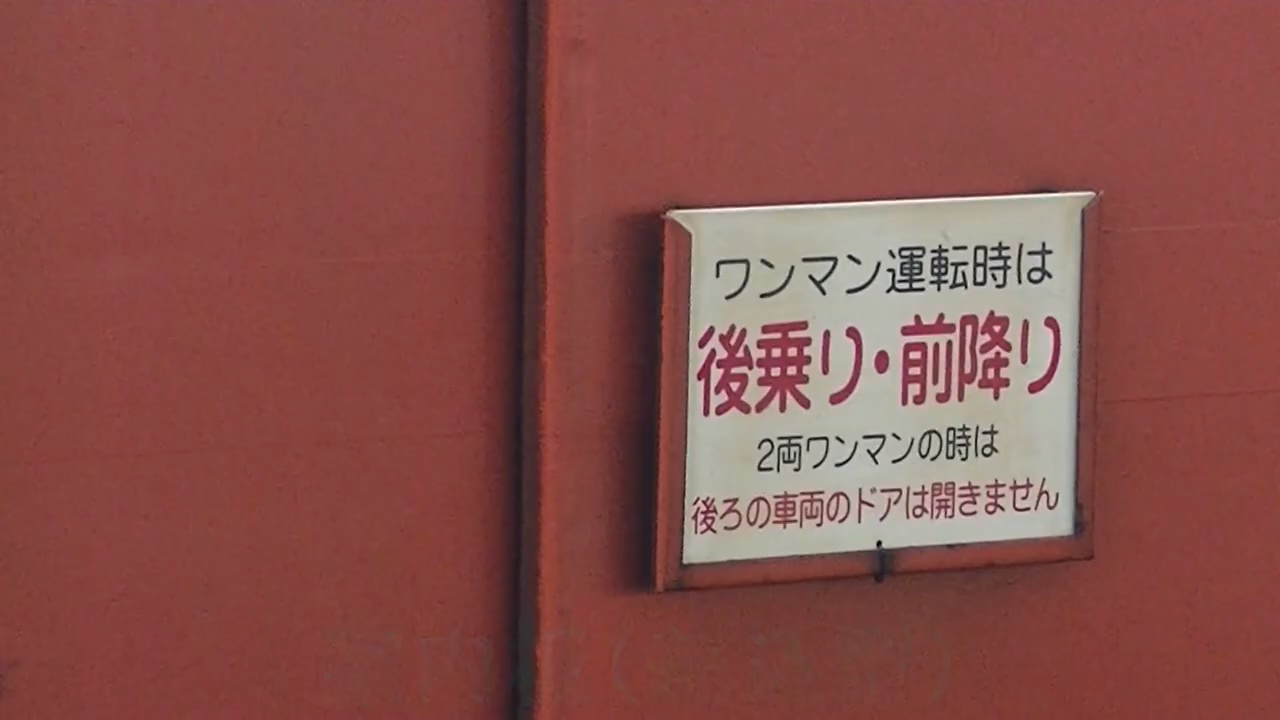 ワンマン運転時は
後乗り・前降り
2両ワンマンの時は
後ろの車両のドアは開きません